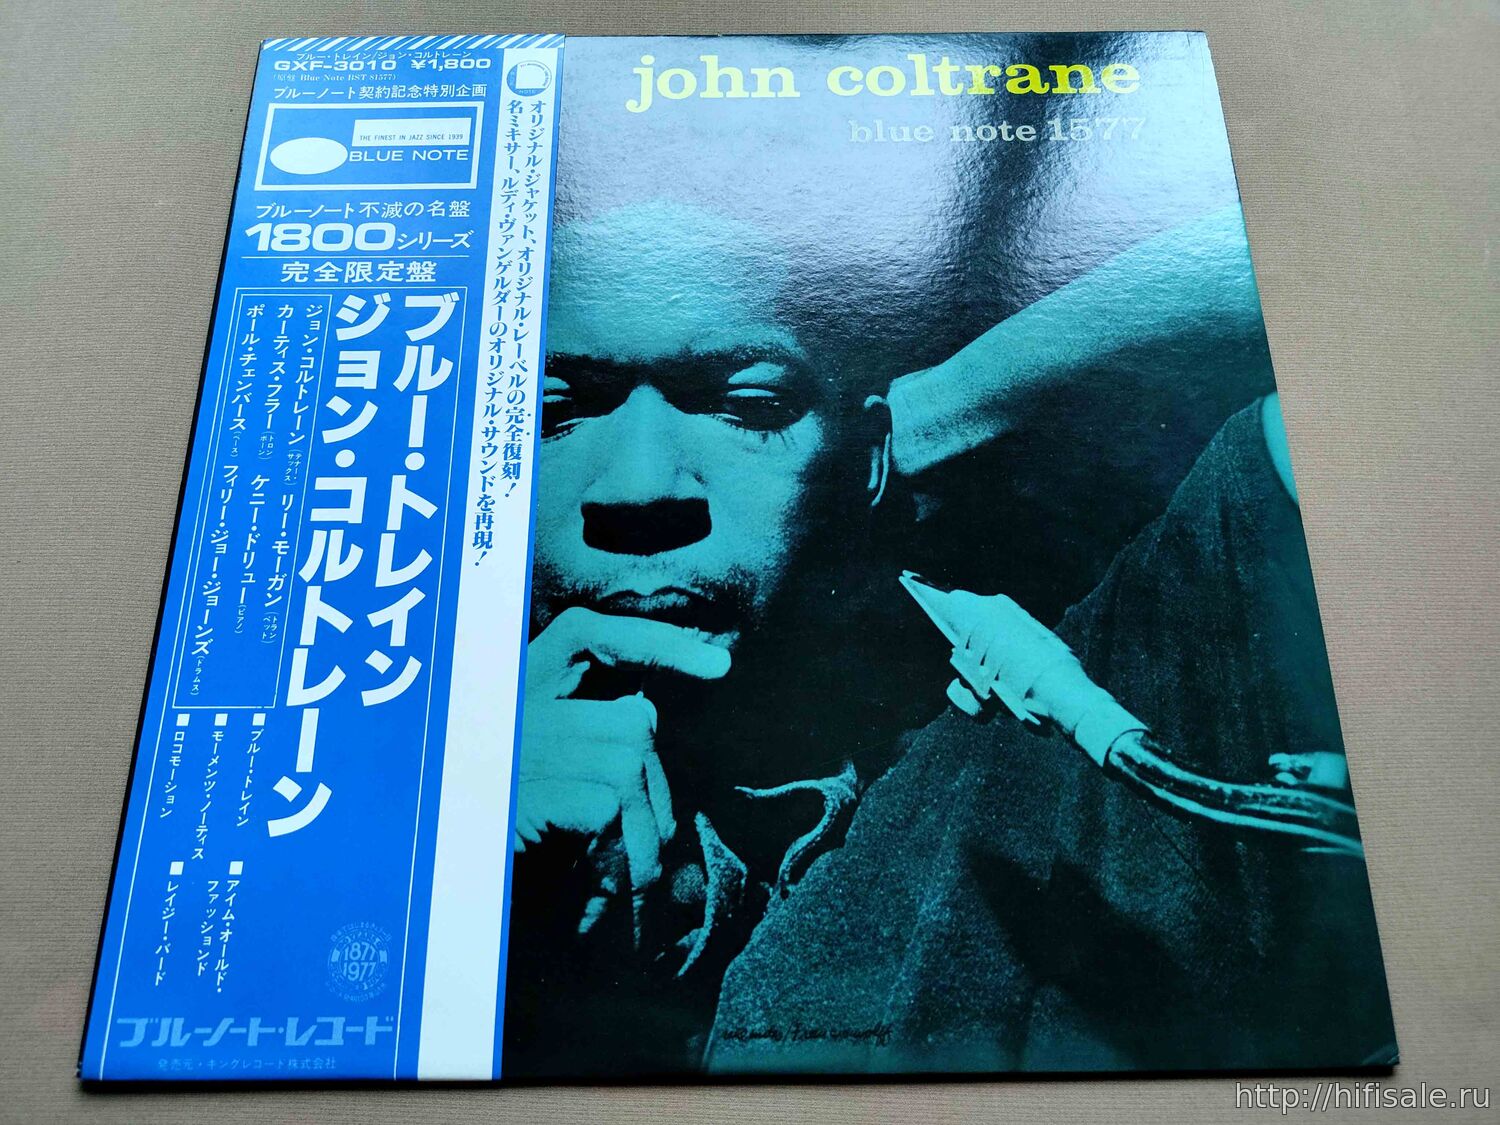 ブルー・トレイン/ジョン・コルトレーン
GXF-3010 ¥1,800
(原盤 Blue Note BST 81577)
ブルーノート契約記念特別企画
THE FINEST IN JAZZ SINCE 1939
BLUE NOTE
ブルーノート不滅の名盤
1800シリーズ
完全限定盤
ブルー・トレイン
ジョン・コルトレーン
ジョン・コルトレーン(テナー・サックス) リー・モーガン(トランペット)
カーティス・フラー(トロンボーン) ケニー・ドリュー(ピアノ)
ポール・チェンバース(ベース) フィリー・ジョー・ジョーンズ(ドラムス)
■ブルー・トレイン
■モーメンツ・ノーティス
■ロコモーション
■アイム・オールド・ファッションド
■レイジー・バード
1877
1977
ブルーノート・レコード
発売元・キングレコード株式会社
オリジナル・ジャケット、オリジナル・レーベルの完全復刻!
名ミキサー、ルディ・ヴァンゲルダーのオリジナル・サウンドを再現!
john coltrane
blue note 1577
http://hifisale.ru